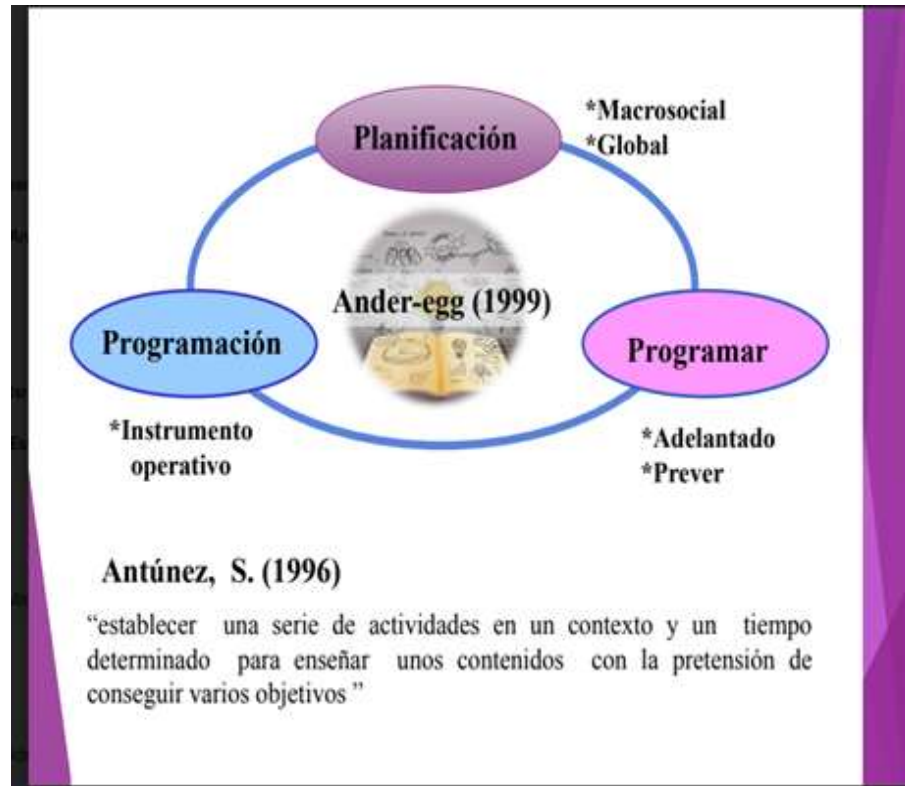 Planificación
*Macrosocial
*Global
Ander-egg (1999)
Programación
Programar
*Instrumento
operativo
*Adelantado
*Prever
Antúnez, S. (1996)
“establecer una serie de actividades en un contexto y un tiempo
determinado para enseñar unos contenidos con la pretensión de
conseguir varios objetivos ”